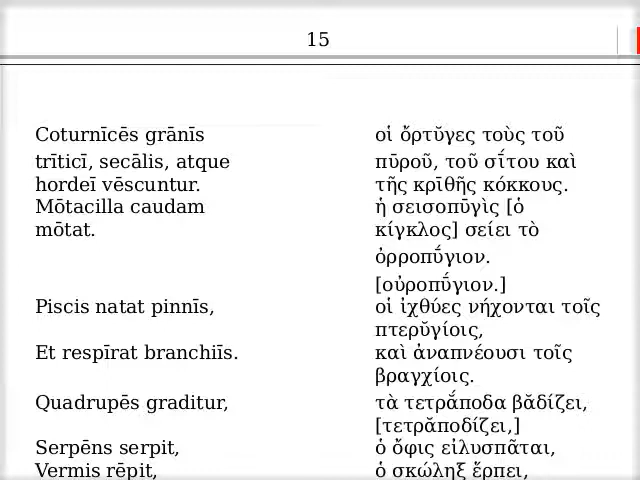 15
Coturnīcēs grānīs
trīticī, secālis, atque
hordeī vēscuntur.
Mōtacilla caudam
mōtat.
Piscis natat pinnīs,
Et respīrat branchiīs.
Quadrupēs graditur,
Serpēns serpit,
Vermis rēpit,
οἱ ὄρτῡγες τοὺς τοῦ
πῡροῦ, τοῦ σί̄του καὶ
τῆς κρῑθῆς κόκκους.
ἡ σεισοπῡγὶς [ὁ
κίγκλος] σείει τὸ
ὀρροπῡ́γιον.
[οὐροπῡ́γιον.]
οἱ ἰχθύες νήχονται τοῖς
πτερῠγίοις,
καὶ ἀναπνέουσι τοῖς
βραγχίοις.
τὰ τετρᾰ́ποδα βᾰδίζει,
[τετρᾰποδίζει,]
ὁ ὄφις εἰλυσπᾶται,
ὁ σκώληξ ἕρπει,